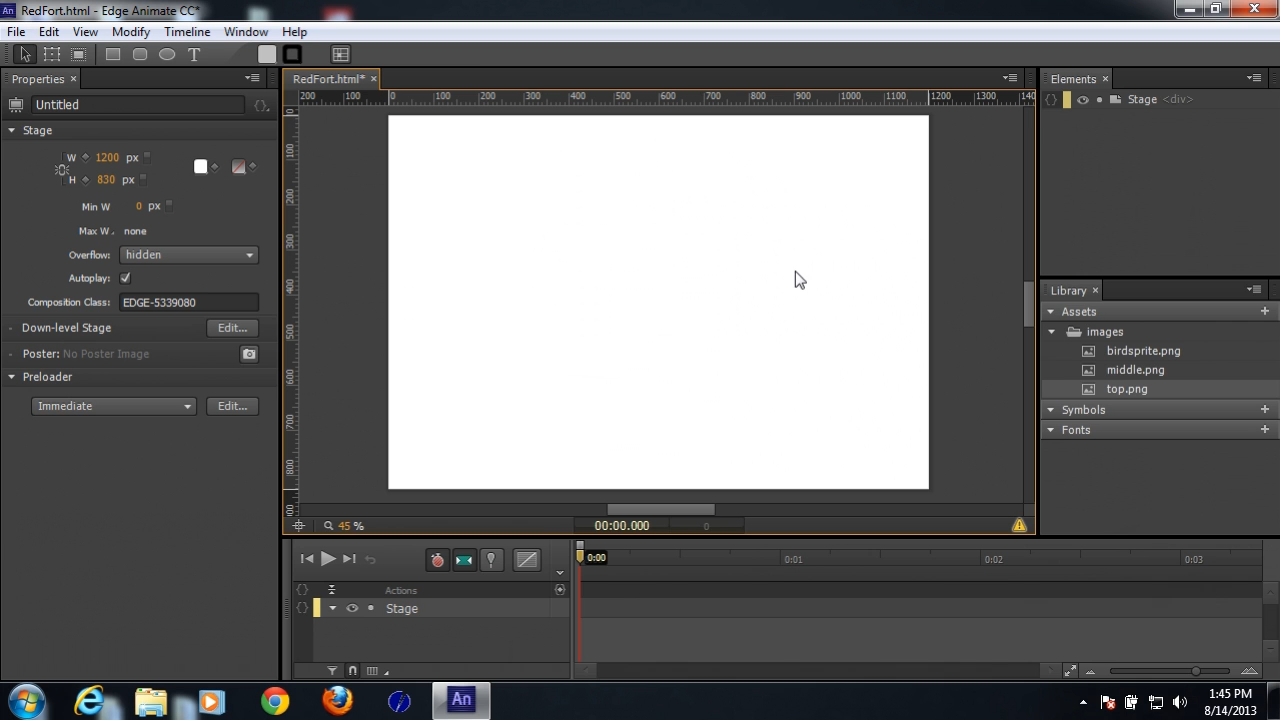 An RedFort.html* - Edge Animate CC*
File Edit View Modify Timeline Window Help
T
Properties ×
RedFort.html* ×
Elements ×
200 100 0 100 200 300 400 500 600 700 800 900 1000 1100 1200 1300
Untitled
Stage <div>
Stage
W 1200 px
H 830 px
Min W 0 px
Max W . none
Overflow: hidden
Autoplay:
Composition Class: EDGE-5339080
Down-level Stage Edit...
Poster: No Poster Image
Preloader
Immediate Edit...
0
100
200
300
400
500
600
700
800
Library ×
Assets
images
birdsprite.png
middle.png
top.png
Symbols
Fonts
45 % 00:00.000 0
0:00 0:01 0:02 0:03
Actions
Stage
An
1:45 PM
8/14/2013